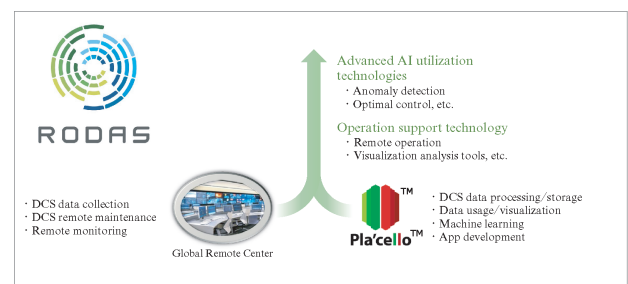 RODAS
Advanced AI utilization
technologies
・Anomaly detection
・Optimal control, etc.
Operation support technology
・Remote operation
・Visualization analysis tools, etc.
・DCS data collection
・DCS remote maintenance
・Remote monitoring
Global Remote Center
TM
Pla'cello™
・DCS data processing/storage
・Data usage/visualization
・Machine learning
・App development